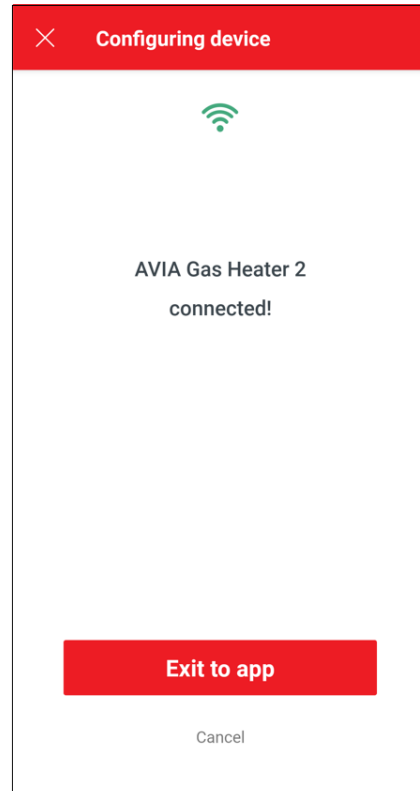 Configuring device
AVIA Gas Heater 2
connected!
Exit to app
Cancel